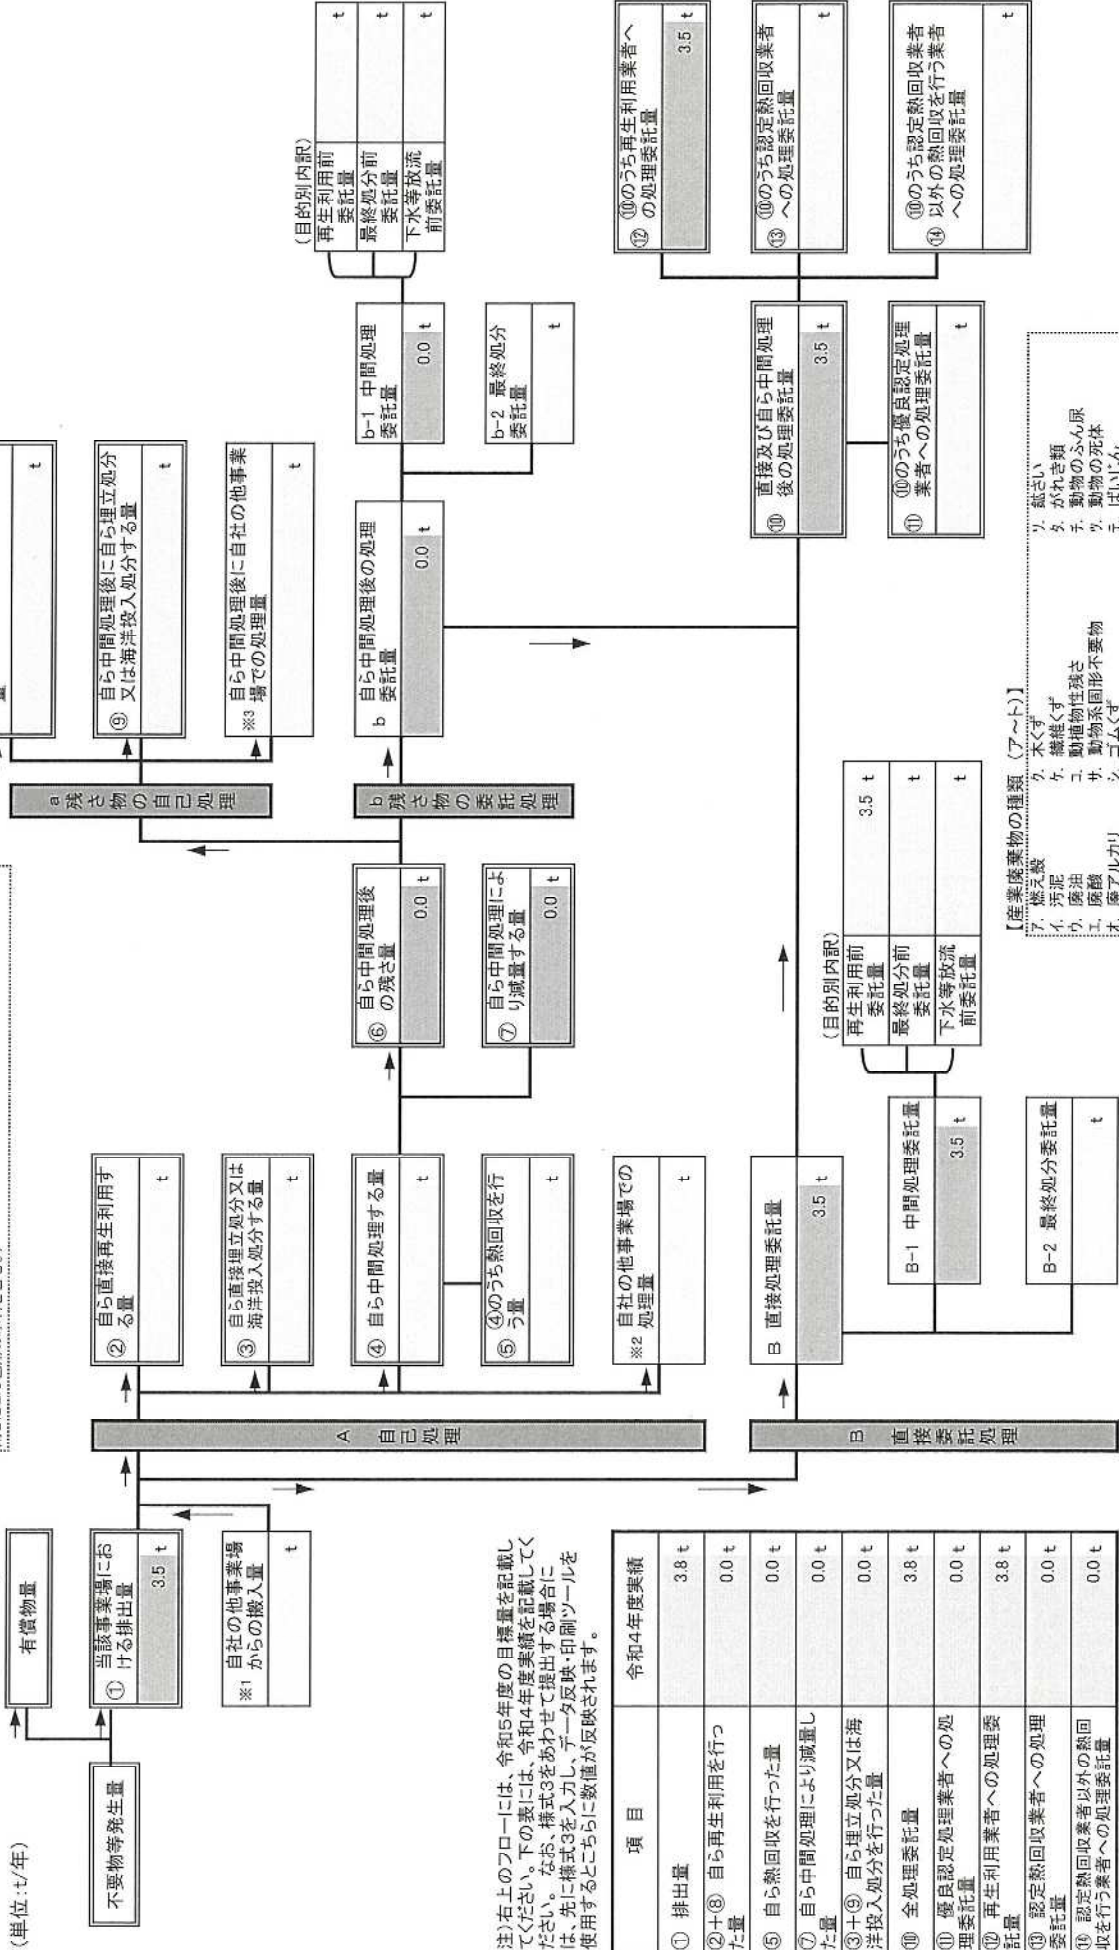 (単位:t/年)
不要物等発生量
有償物量
① 当該事業場にお
ける排出量
3.5 t
※1 自社の他事業場
からの搬入量
t
A 自己処理
② 自ら直接再生利用す
る量
t
③ 自ら直接埋立処分又は
海洋投入処分する量
t
④ 自ら中間処理する量
t
⑤ ④のうち熱回収を行
う量
t
※2 自社の他事業場での
処理量
t
⑥ 自ら中間処理後
の残さ量
0.0 t
⑦ 自ら中間処理によ
り減量する量
0.0 t
a 残さ物の自己処理
量
t
⑨ 自ら中間処理後に自ら埋立処分
又は海洋投入処分する量
t
※3 自ら中間処理後に自社の他事業
場での処理量
t
b 残さ物の委託処理
b 自ら中間処理後の処理
委託量
0.0 t
b-1 中間処理
委託量
0.0 t
b-2 最終処分
委託量
t
(目的別内訳)
再生利用前
委託量
t
最終処分前
委託量
t
下水等放流
前委託量
t
B 直接委託処理
B 直接処理委託量
3.5 t
B-1 中間処理委託量
3.5 t
B-2 最終処分委託量
t
(目的別内訳)
再生利用前
委託量
3.5 t
最終処分前
委託量
t
下水等放流
前委託量
t
⑩ 直接及び自ら中間処理
後の処理委託量
3.5 t
⑪ ⑩のうち優良認定処理
業者への処理委託量
t
⑫ ⑩のうち再生利用業者へ
の処理委託量
3.5 t
⑬ ⑩のうち認定熱回収業者
への処理委託量
t
⑭ ⑩のうち認定熱回収業者
以外の熱回収を行う業者
への処理委託量
t
注)右上のフローには、令和5年度の目標量を記載し
てください。下の表には、令和4年度実績を記載してく
ださい。なお、様式3をあわせて提出する場合に
は、先に様式3を入力し、データ反映・印刷ツールを
使用するとこちらに数値が反映されます。
項 目 令和4年度実績
① 排出量 3.8 t
②+⑧ 自ら再生利用を行っ
た量 0.0 t
⑤ 自ら熱回収を行った量 0.0 t
⑦ 自ら中間処理により減量し
た量 0.0 t
③+⑨ 自ら埋立処分又は海
洋投入処分を行った量 0.0 t
⑩ 全処理委託量 3.8 t
⑪ 優良認定処理業者への処
理委託量 0.0 t
⑫ 再生利用業者への処理委
託量 3.8 t
⑬ 認定熱回収業者への処理
委託量 0.0 t
⑭ 認定熱回収業者以外の熱回
収を行う業者への処理委託量 0.0 t
【産業廃棄物の種類(ア~ト)】
ア. 燃え殻 ク. 木くず ソ. 鉱さい
イ. 汚泥 ケ. 繊維くず タ. がれき類
ウ. 廃油 コ. 動植物性残さ チ. 動物のふん尿
エ. 廃酸 サ. 動物系固形不要物 ツ. 動物の死体
オ. 廃アルカリ シ. ゴムくず テ. ばいじん